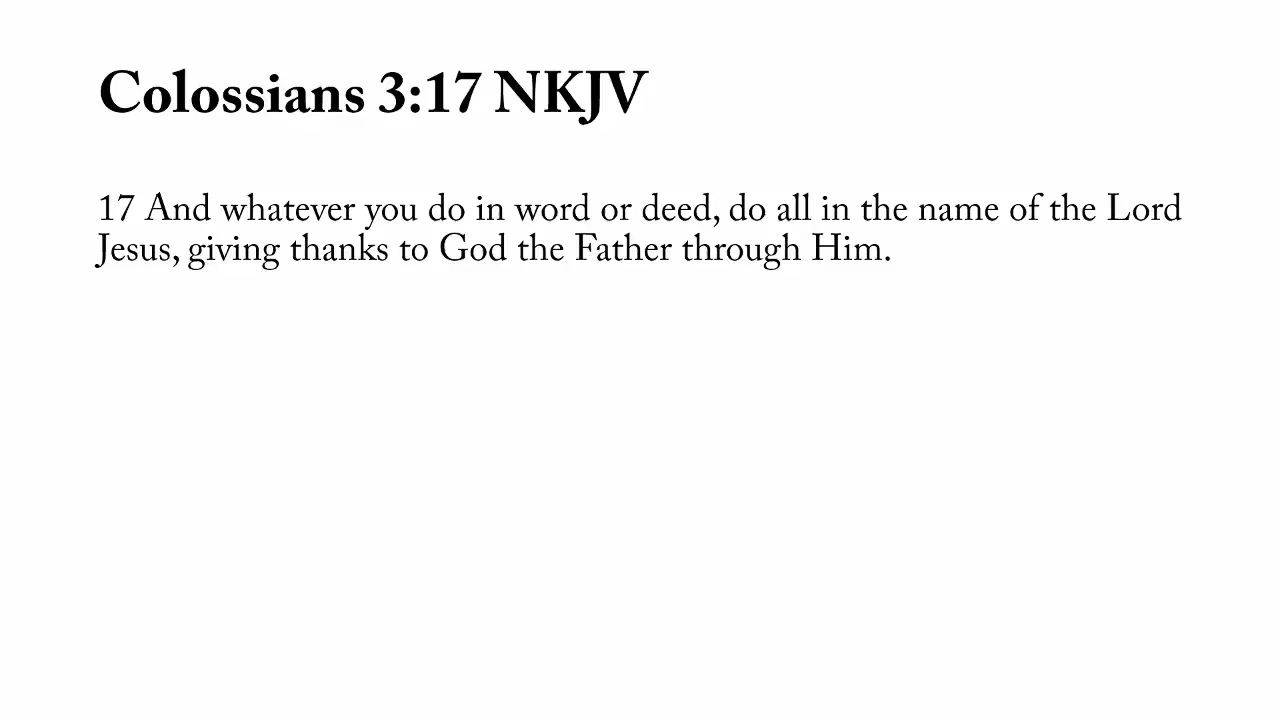 Colossians 3:17 NKJV
17 And whatever you do in word or deed, do all in the name of the Lord
Jesus, giving thanks to God the Father through Him.